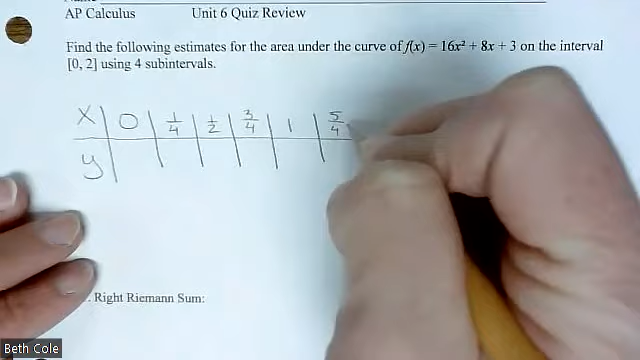 AP Calculus Unit 6 Quiz Review
Find the following estimates for the area under the curve of f(x) = 16x² + 8x + 3 on the interval
[0, 2] using 4 subintervals.
x 0 1/4 1/2 3/4 1 5/4
y
Right Riemann Sum:
Beth Cole